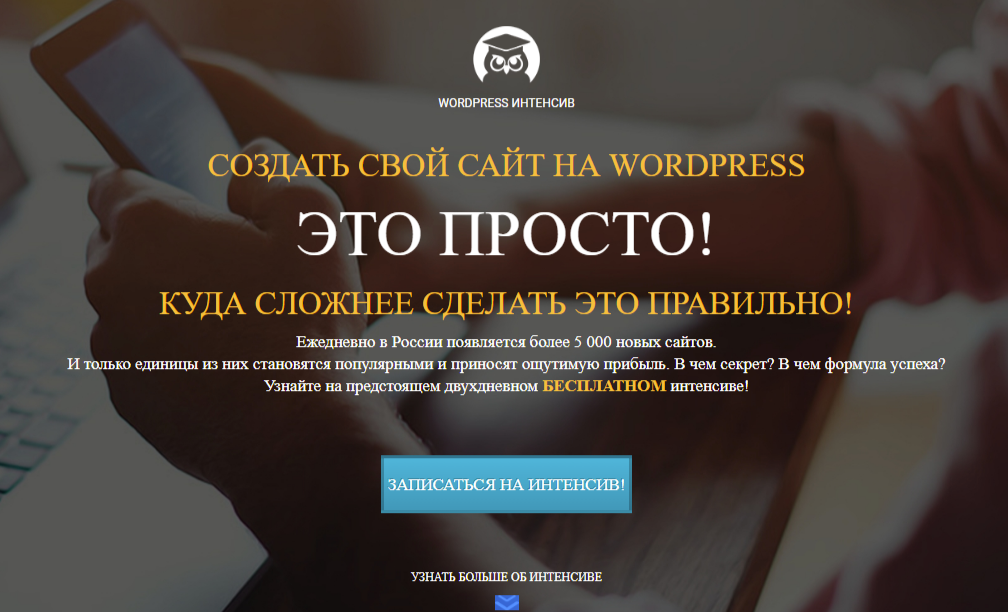 WORDPRESS ИНТЕНСИВ
СОЗДАТЬ СВОЙ САЙТ НА WORDPRESS
ЭТО ПРОСТО!
КУДА СЛОЖНЕЕ СДЕЛАТЬ ЭТО ПРАВИЛЬНО!
Ежедневно в России появляется более 5 000 новых сайтов.
И только единицы из них становятся популярными и приносят ощутимую прибыль. В чем секрет? В чем формула успеха?
Узнайте на предстоящем двухдневном БЕСПЛАТНОМ интенсиве!
ЗАПИСАТЬСЯ НА ИНТЕНСИВ!
УЗНАТЬ БОЛЬШЕ ОБ ИНТЕНСИВЕ